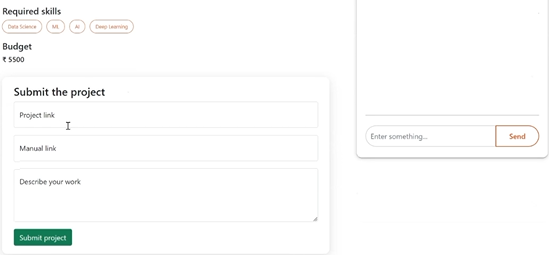 Required skills
Data Science ML AI Deep Learning
Budget
₹ 5500
Submit the project
Project link
Manual link
Describe your work
Submit project
Enter something...
Send